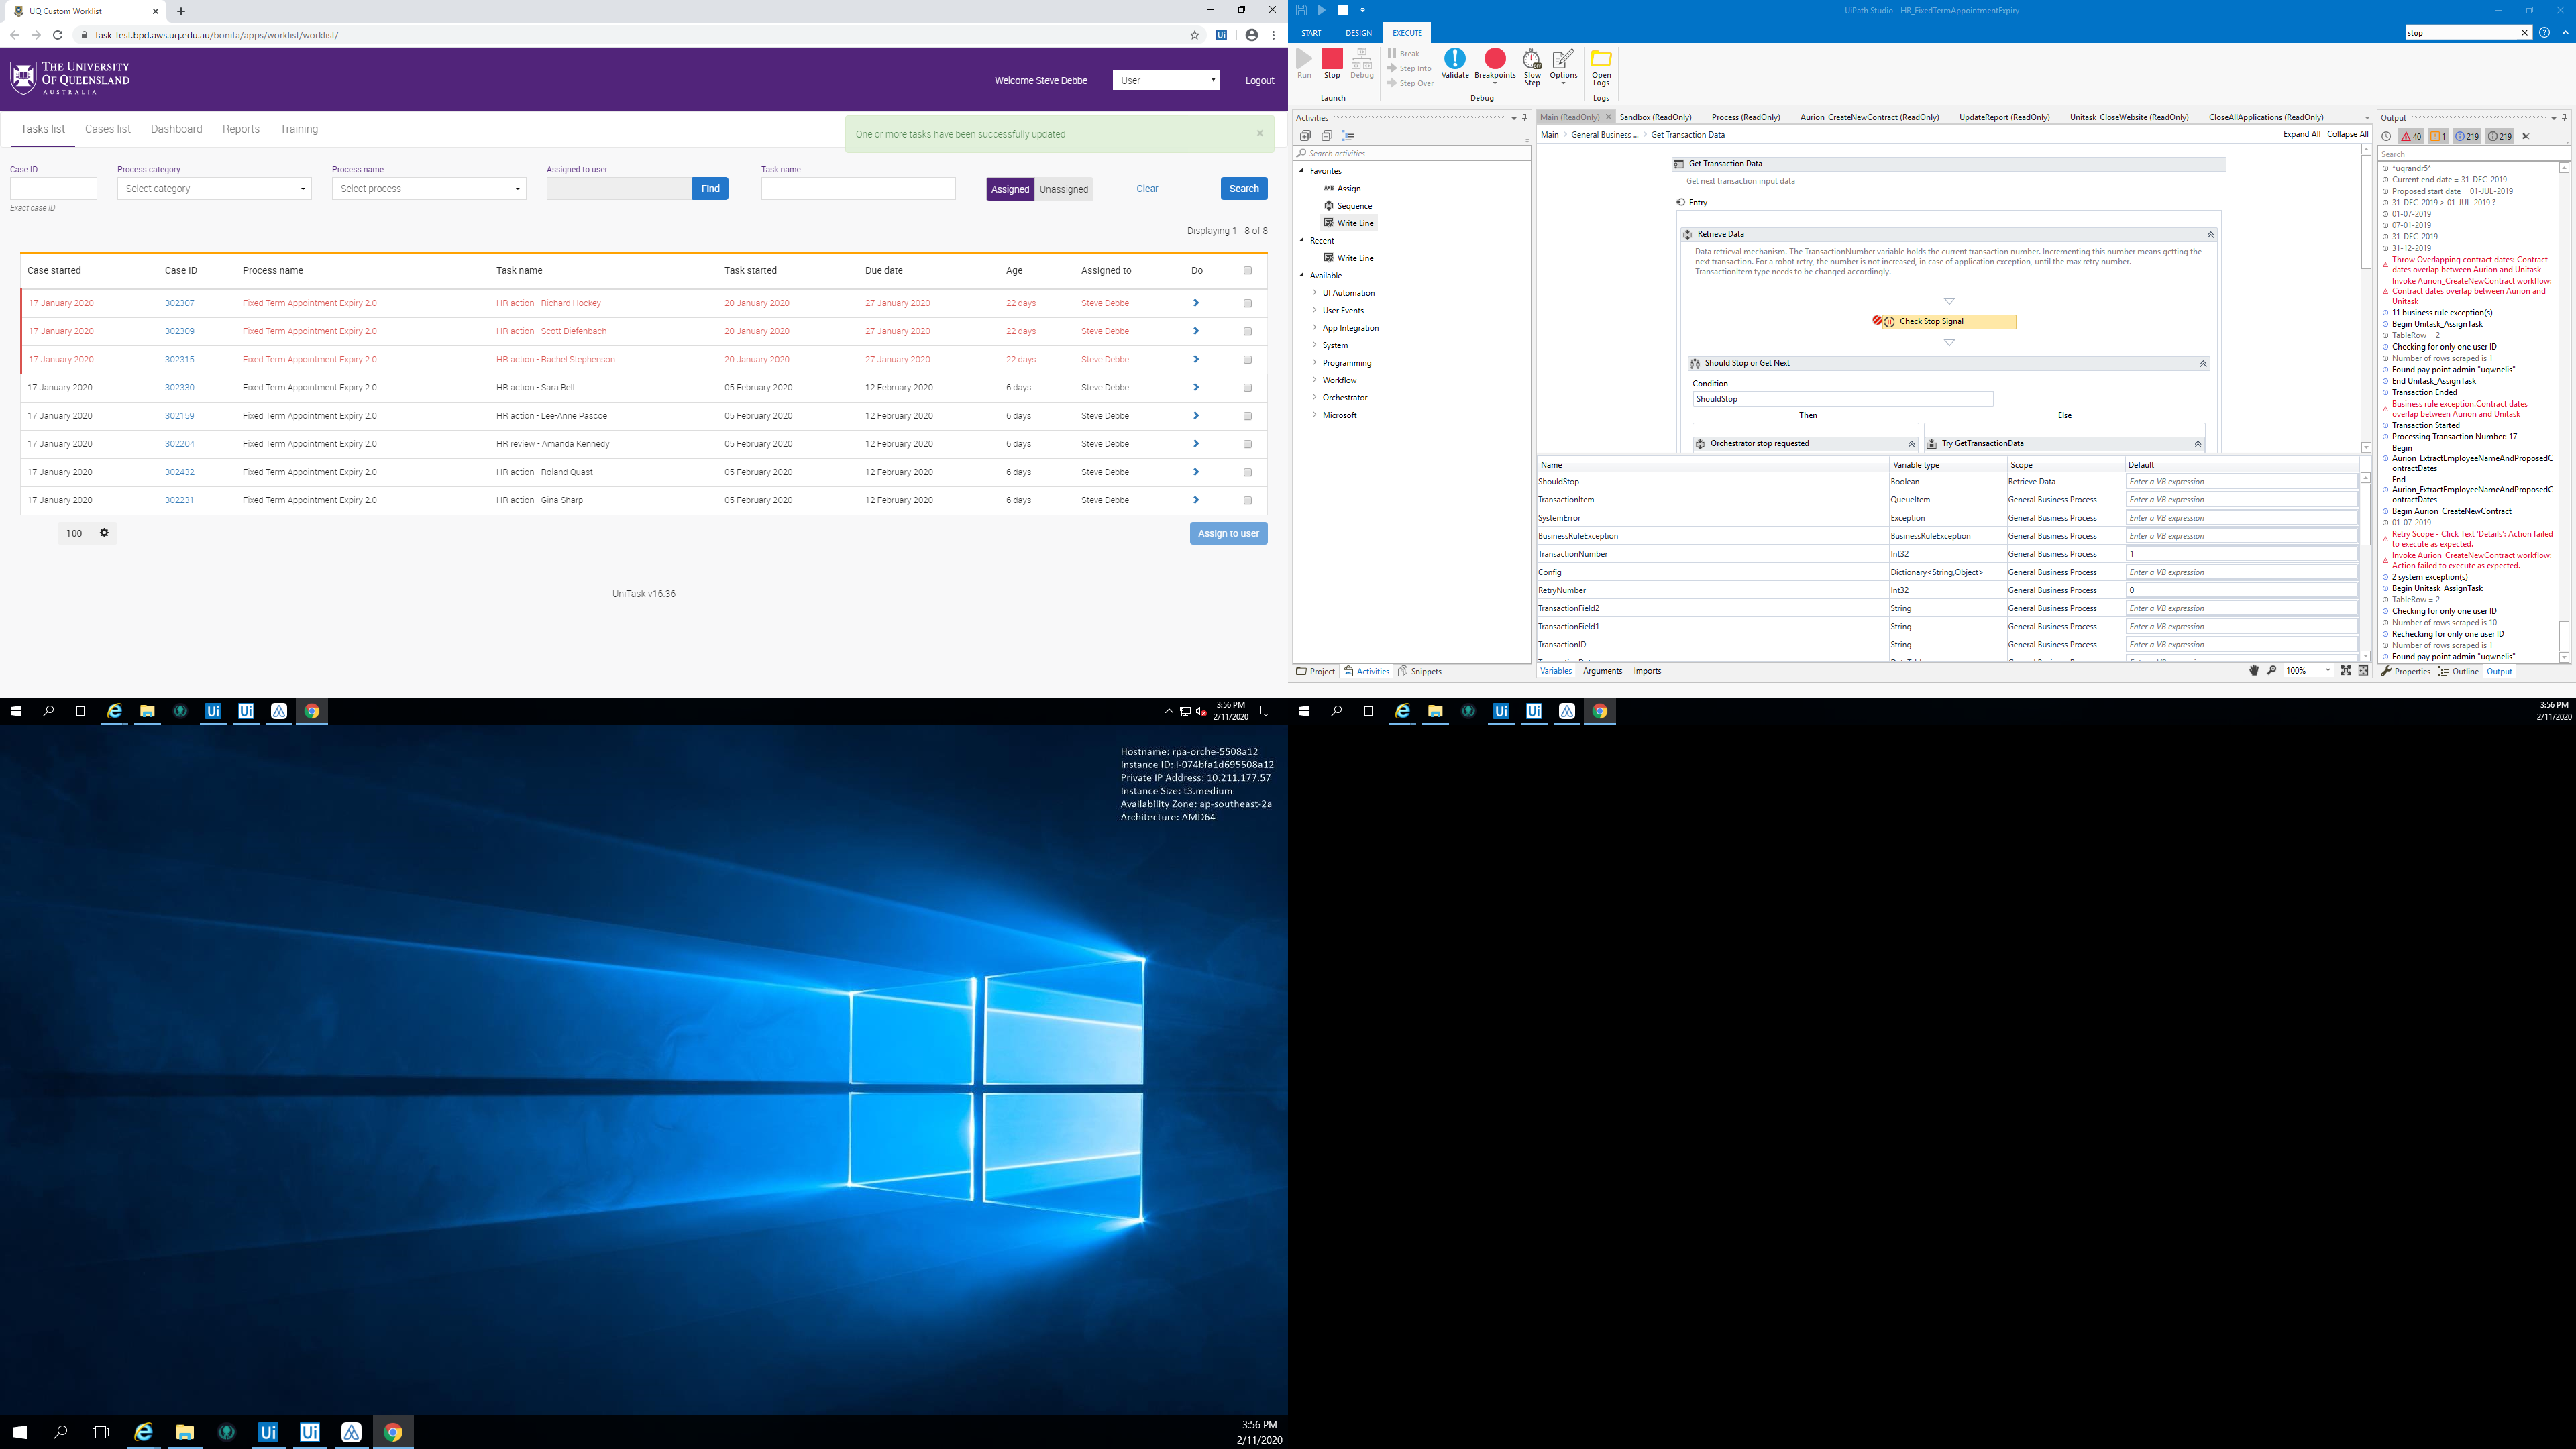 UQ Custom Worklist
task-test.bpd.aws.uq.edu.au/bonita/apps/worklist/worklist/
THE UNIVERSITY
OF QUEENSLAND
AUSTRALIA
Welcome Steve Debbe
User
Logout
Tasks list Cases list Dashboard Reports Training
One or more tasks have been successfully updated
Case ID Process category Process name Assigned to user Task name
Select category Select process Find Assigned Unassigned Clear Search
Exact case ID
Displaying 1 - 8 of 8
Case started Case ID Process name Task name Task started Due date Age Assigned to Do
17 January 2020 302307 Fixed Term Appointment Expiry 2.0 HR action - Richard Hockey 20 January 2020 27 January 2020 22 days Steve Debbe
17 January 2020 302309 Fixed Term Appointment Expiry 2.0 HR action - Scott Diefenbach 20 January 2020 27 January 2020 22 days Steve Debbe
17 January 2020 302315 Fixed Term Appointment Expiry 2.0 HR action - Rachel Stephenson 20 January 2020 27 January 2020 22 days Steve Debbe
17 January 2020 302330 Fixed Term Appointment Expiry 2.0 HR action - Sara Bell 05 February 2020 12 February 2020 6 days Steve Debbe
17 January 2020 302159 Fixed Term Appointment Expiry 2.0 HR action - Lee-Anne Pascoe 05 February 2020 12 February 2020 6 days Steve Debbe
17 January 2020 302204 Fixed Term Appointment Expiry 2.0 HR review - Amanda Kennedy 05 February 2020 12 February 2020 6 days Steve Debbe
17 January 2020 302432 Fixed Term Appointment Expiry 2.0 HR action - Roland Quast 05 February 2020 12 February 2020 6 days Steve Debbe
17 January 2020 302231 Fixed Term Appointment Expiry 2.0 HR action - Gina Sharp 05 February 2020 12 February 2020 6 days Steve Debbe
100
Assign to user
UniTask v16.36
3:56 PM
2/11/2020
UiPath Studio - HR_FixedTermAppointmentExpiry
START DESIGN EXECUTE
stop
Run Stop Debug
Break
Step Into
Step Over
Validate Breakpoints Slow Step Options Open Logs
Launch Debug Logs
Activities
Search activities
Favorites
Assign
Sequence
Write Line
Recent
Write Line
Available
UI Automation
User Events
App Integration
System
Programming
Workflow
Orchestrator
Microsoft
Project Activities Snippets
Main (ReadOnly) Sandbox (ReadOnly) Process (ReadOnly) Aurion_CreateNewContract (ReadOnly) UpdateReport (ReadOnly) Unitask_CloseWebsite (ReadOnly) CloseAllApplications (ReadOnly)
Main General Business ... Get Transaction Data Expand All Collapse All
Get Transaction Data
Get next transaction input data
Entry
Retrieve Data
Data retrieval mechanism. The TransactionNumber variable holds the current transaction number. Incrementing this number means getting the
next transaction. For a robot retry, the number is not increased, in case of application exception, until the max retry number.
TransactionItem type needs to be changed accordingly.
Check Stop Signal
Should Stop or Get Next
Condition
ShouldStop
Then Else
Orchestrator stop requested Try GetTransactionData
Name Variable type Scope Default
ShouldStop Boolean Retrieve Data Enter a VB expression
TransactionItem QueueItem General Business Process Enter a VB expression
SystemError Exception General Business Process Enter a VB expression
BusinessRuleException BusinessRuleException General Business Process Enter a VB expression
TransactionNumber Int32 General Business Process 1
Config Dictionary<String,Object> General Business Process Enter a VB expression
RetryNumber Int32 General Business Process 0
TransactionField2 String General Business Process Enter a VB expression
TransactionField1 String General Business Process Enter a VB expression
TransactionID String General Business Process Enter a VB expression
Variables Arguments Imports 100%
Output
40 1 219 219
Search
"uqrandr5"
Current end date = 31-DEC-2019
Proposed start date = 01-JUL-2019
31-DEC-2019 > 01-JUL-2019 ?
01-07-2019
07-01-2019
31-DEC-2019
31-12-2019
Throw Overlapping contract dates: Contract
dates overlap between Aurion and Unitask
Invoke Aurion_CreateNewContract workflow:
Contract dates overlap between Aurion and
Unitask
11 business rule exception(s)
Begin Unitask_AssignTask
TableRow = 2
Checking for only one user ID
Number of rows scraped is 1
Found pay point admin "uqwnelis"
End Unitask_AssignTask
Transaction Ended
Business rule exception.Contract dates
overlap between Aurion and Unitask
Transaction Started
Processing Transaction Number: 17
Begin
Aurion_ExtractEmployeeNameAndProposedC
ontractDates
End
Aurion_ExtractEmployeeNameAndProposedC
ontractDates
Begin Aurion_CreateNewContract
01-07-2019
Retry Scope - Click Text 'Details': Action failed
to execute as expected.
Invoke Aurion_CreateNewContract workflow:
Action failed to execute as expected.
2 system exception(s)
Begin Unitask_AssignTask
TableRow = 2
Checking for only one user ID
Number of rows scraped is 10
Rechecking for only one user ID
Number of rows scraped is 1
Found pay point admin "uqwnelis"
Properties Outline Output
3:56 PM
2/11/2020
Hostname: rpa-orche-5508a12
Instance ID: i-074bfa1d695508a12
Private IP Address: 10.211.177.57
Instance Size: t3.medium
Availability Zone: ap-southeast-2a
Architecture: AMD64
3:56 PM
2/11/2020